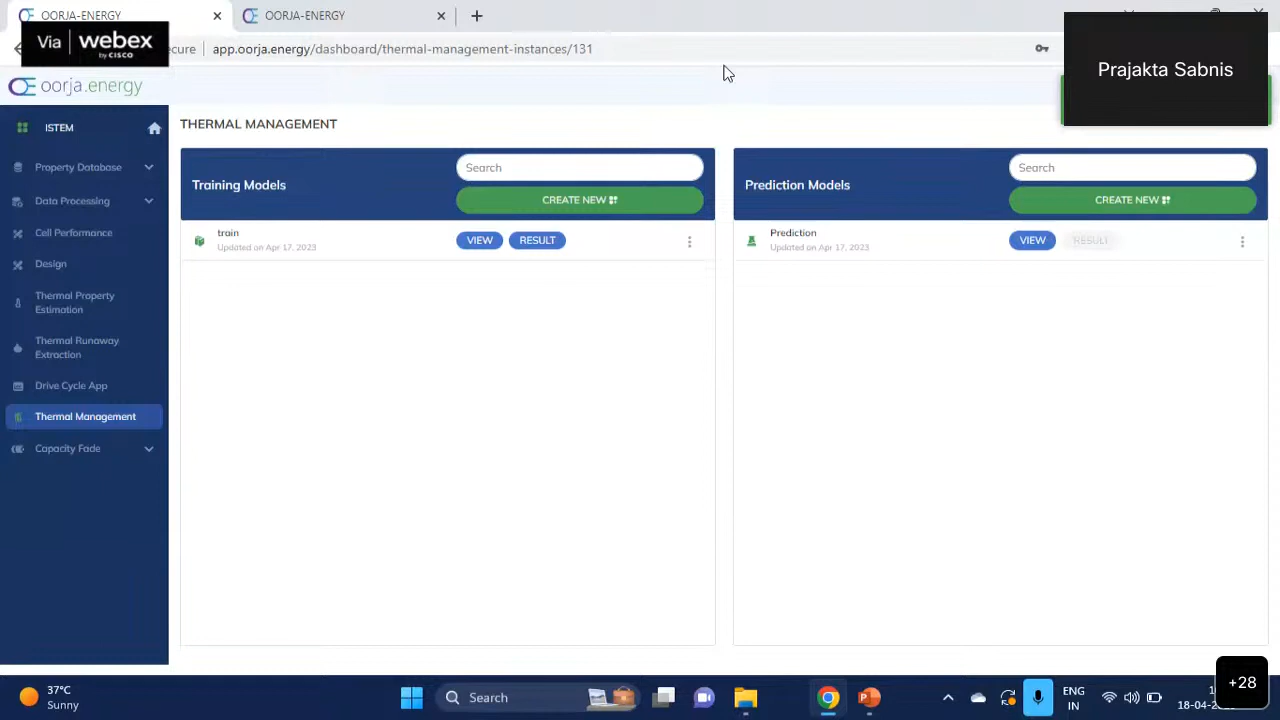 OORJA-ENERGY
OORJA-ENERGY
Via webex
by CISCO
ecure app.oorja.energy/dashboard/thermal-management-instances/131
Prajakta Sabnis
oorja.energy
ISTEM
THERMAL MANAGEMENT
Property Database
Data Processing
Cell Performance
Design
Thermal Property
Estimation
Thermal Runaway
Extraction
Drive Cycle App
Thermal Management
Capacity Fade
Training Models
Search
CREATE NEW
train
Updated on Apr 17, 2023
VIEW RESULT
Prediction Models
Search
CREATE NEW
Prediction
Updated on Apr 17, 2023
VIEW RESULT
37°C
Sunny
Search
ENG
IN
18-04-2
+28